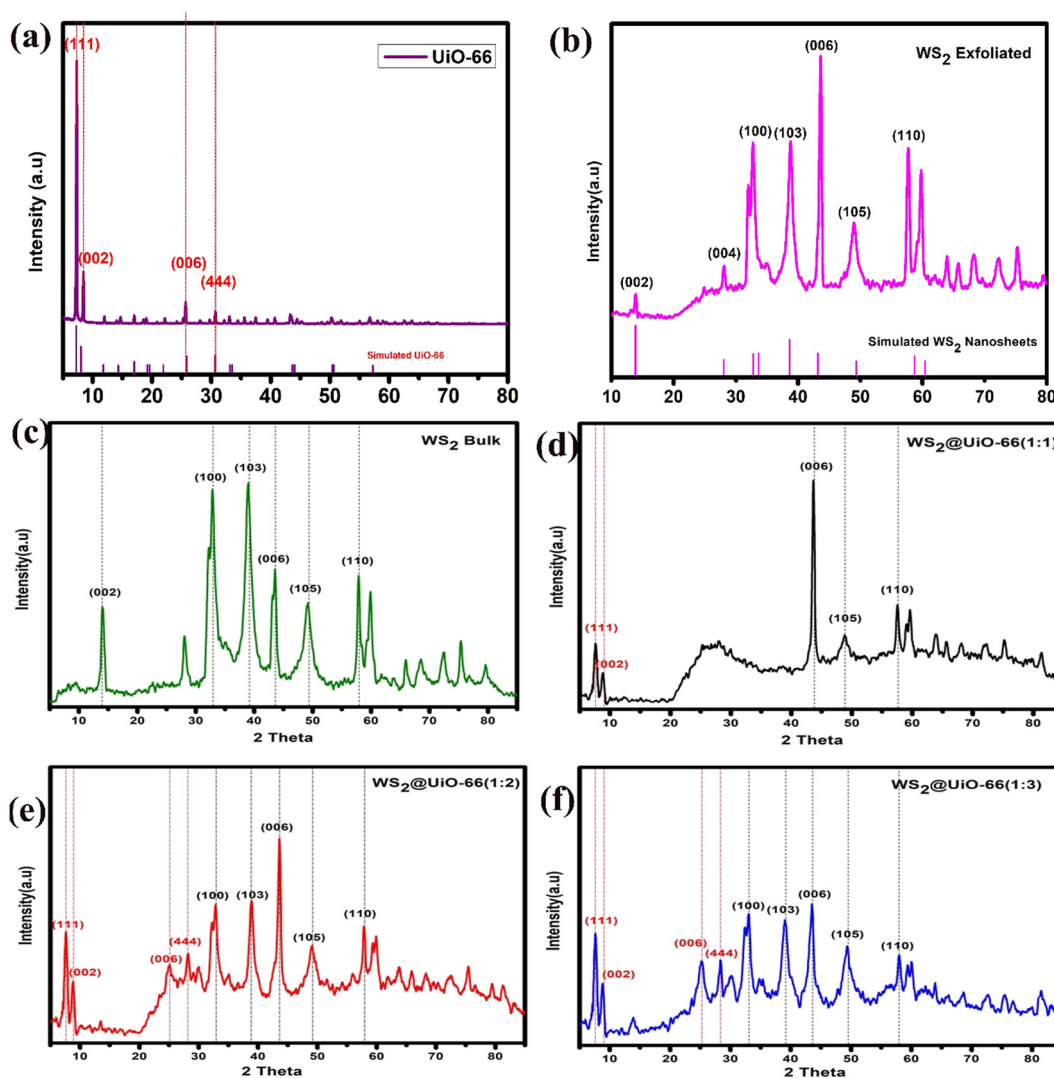 (a)
(111)
UiO-66
(002)
(006)
(444)
Simulated UiO-66
Intensity (a.u)
10 20 30 40 50 60 70 80
(b)
WS2 Exfoliated
(006)
(100)
(103)
(110)
(105)
(004)
(002)
Simulated WS2 Nanosheets
Intensity(a.u)
10 20 30 40 50 60 70 80
(c)
WS2 Bulk
(103)
(100)
(006)
(002)
(105)
(110)
Intensity(a.u)
10 20 30 40 50 60 70 80
2 Theta
(d)
WS2@UiO-66(1:1)
(006)
(110)
(105)
(111)
(002)
Intensity(a.u)
10 20 30 40 50 60 70 80
2 Theta
(e)
WS2@UiO-66(1:2)
(006)
(100)
(103)
(110)
(105)
(111)
(444)
(006)
(002)
Intensity(a.u)
10 20 30 40 50 60 70 80
2 Theta
(f)
WS2@UiO-66(1:3)
(006)
(100)
(103)
(111)
(105)
(006)
(444)
(110)
(002)
Intensity(a.u)
10 20 30 40 50 60 70 80
2 Theta